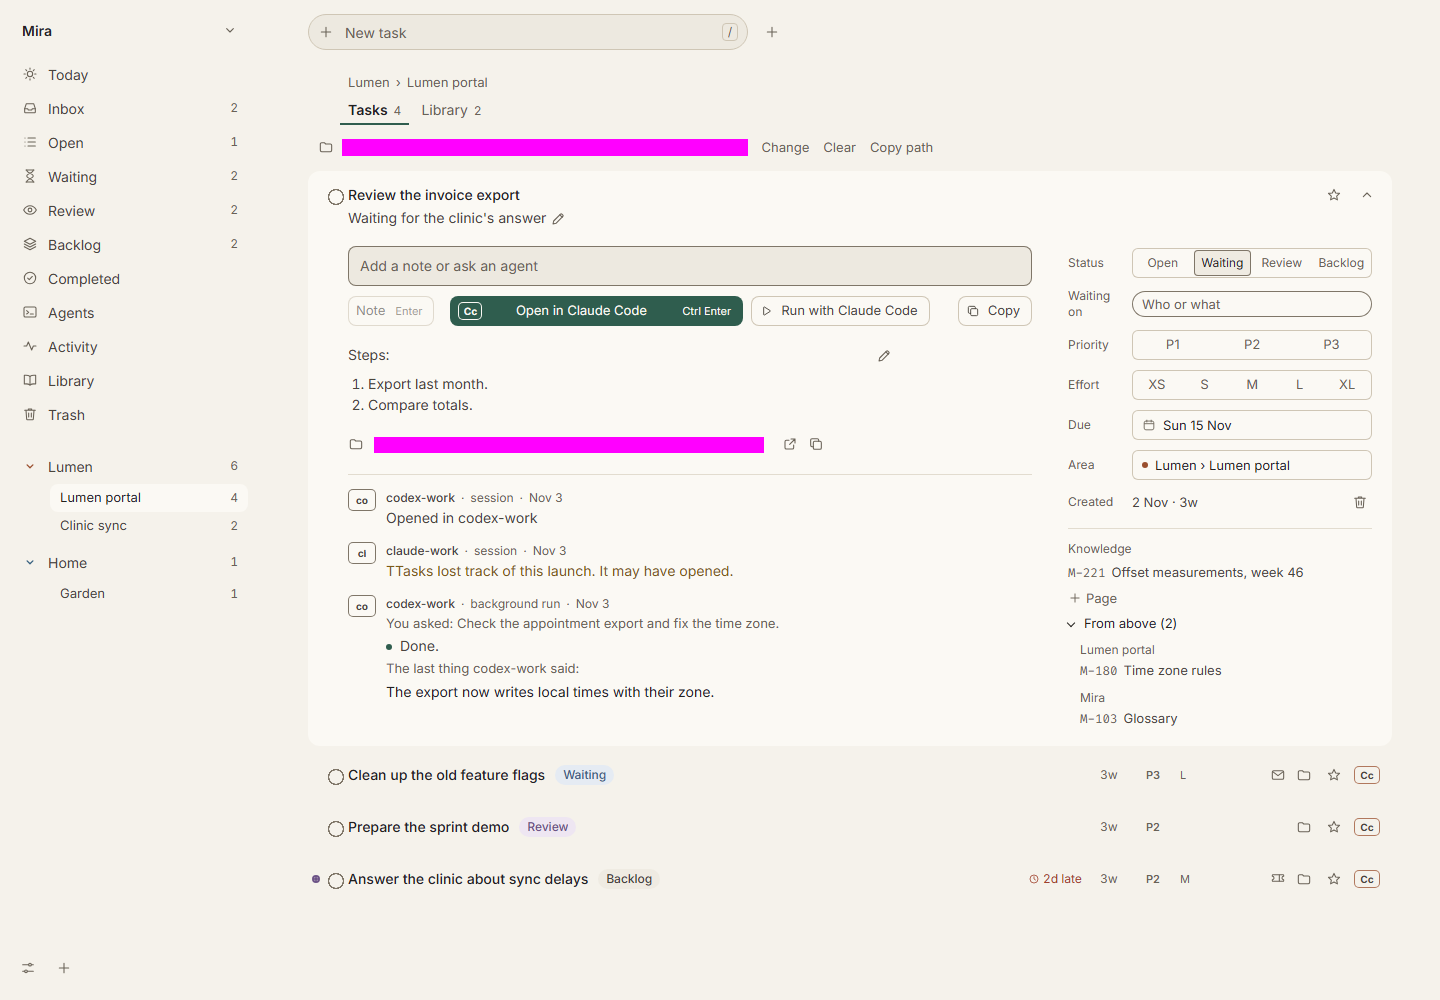 Mira
Today
Inbox 2
Open 1
Waiting 2
Review 2
Backlog 2
Completed
Agents
Activity
Library
Trash
Lumen 6
Lumen portal 4
Clinic sync 2
Home 1
Garden 1
New task /
Lumen › Lumen portal
Tasks 4 Library 2
Change Clear Copy path
Review the invoice export
Waiting for the clinic's answer
Add a note or ask an agent
Note Enter Cc Open in Claude Code Ctrl Enter Run with Claude Code Copy
Steps:
1. Export last month.
2. Compare totals.
co codex-work · session · Nov 3
Opened in codex-work
cl claude-work · session · Nov 3
TTasks lost track of this launch. It may have opened.
co codex-work · background run · Nov 3
You asked: Check the appointment export and fix the time zone.
Done.
The last thing codex-work said:
The export now writes local times with their zone.
Status Open Waiting Review Backlog
Waiting on Who or what
Priority P1 P2 P3
Effort XS S M L XL
Due Sun 15 Nov
Area Lumen › Lumen portal
Created 2 Nov · 3w
Knowledge
M-221 Offset measurements, week 46
+ Page
From above (2)
Lumen portal
M-180 Time zone rules
Mira
M-103 Glossary
Clean up the old feature flags Waiting 3w P3 L Cc
Prepare the sprint demo Review 3w P2 Cc
Answer the clinic about sync delays Backlog 2d late 3w P2 M Cc